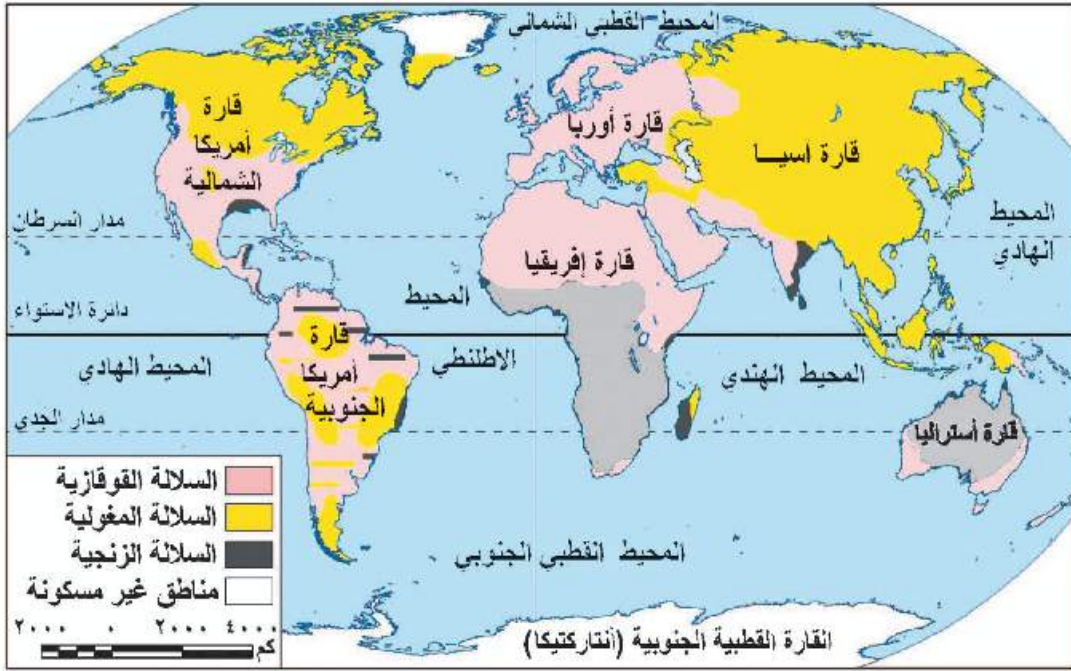 المحيط القطبي الشمالي
قارة
أمريكا
الشمالية
قارة أوربا
قارة آسيـــا
مدار السرطان
المحيط
الهادي
قارة إفريقيا
المحيط
الاطلنطي
دائرة الاستواء
قارة
أمريكا
الجنوبية
المحيط الهادي
المحيط الهندي
مدار الجدي
قارة أستراليا
السلالة القوقازية
السلالة المغولية
السلالة الزنجية
مناطق غير مسكونة
٢٠٠٠ ٠ ٢٠٠٠ ٤٠٠٠
كم
المحيط القطبي الجنوبي
القارة القطبية الجنوبية (أنتاركتيكا)